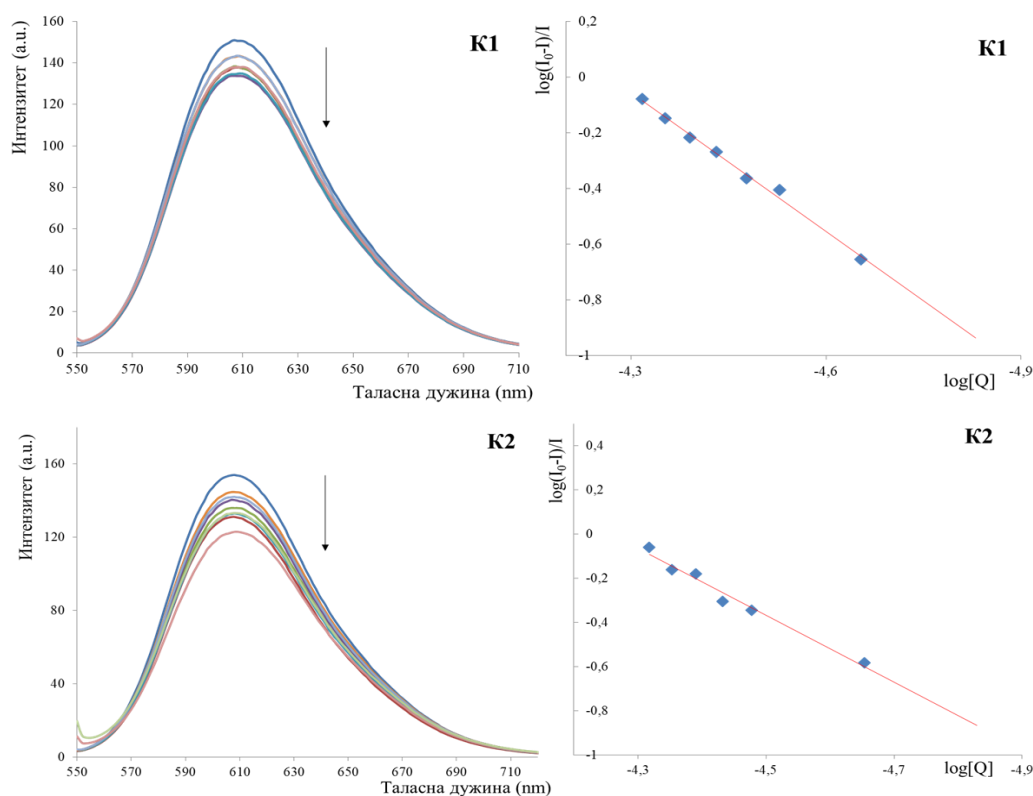 К1
Интензитет (a.u.)
160
140
120
100
80
60
40
20
0
550 570 590 610 630 650 670 690 710
Таласна дужина (nm)
К1
log(I₀-I)/I
0,2
0
-0,2
-0,4
-0,6
-0,8
-1
-4,3 -4,6 -4,9
log[Q]
К2
Интензитет (a.u.)
160
120
80
40
0
550 570 590 610 630 650 670 690 710
Таласна дужина (nm)
К2
log(I₀-I)/I
0,4
0,2
0
-0,2
-0,4
-0,6
-0,8
-1
-4,3 -4,5 -4,7 -4,9
log[Q]